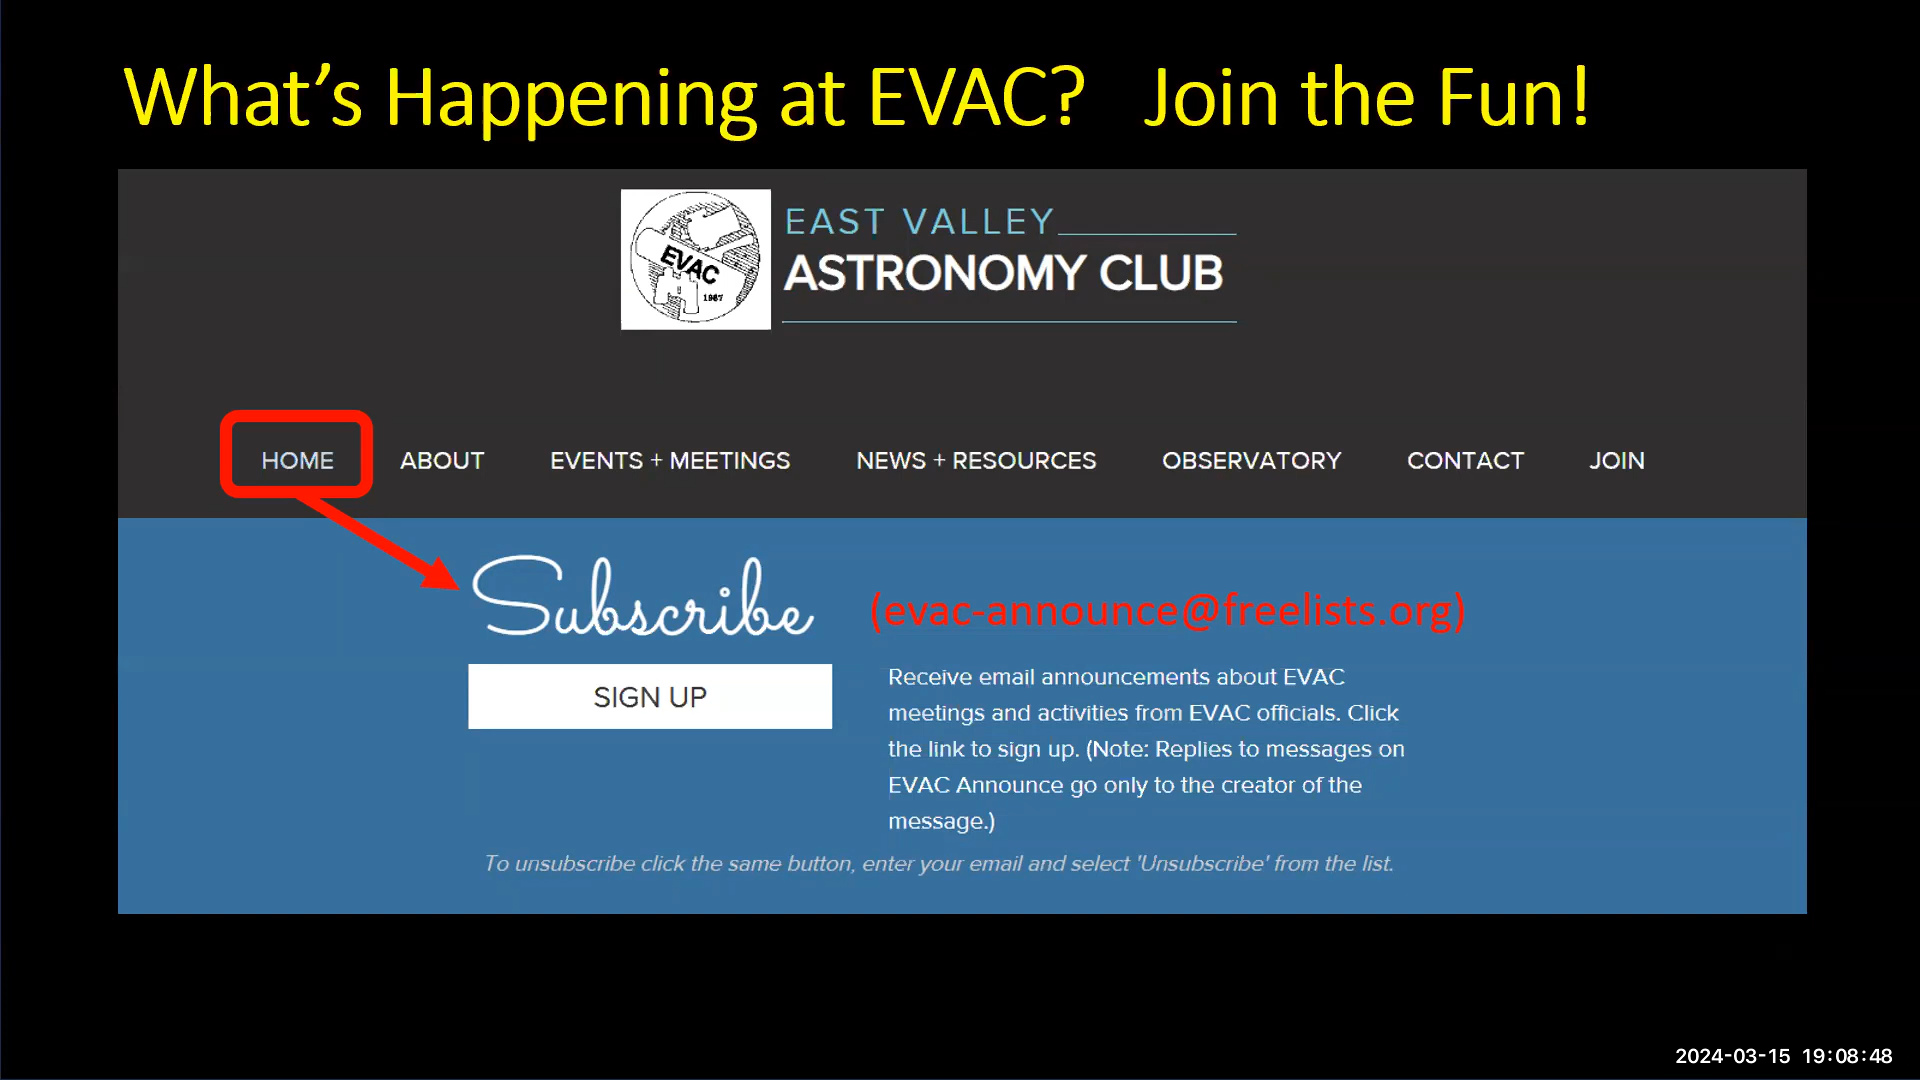 What’s Happening at EVAC? Join the Fun!
EAST VALLEY
ASTRONOMY CLUB
EVAC
1987
HOME ABOUT EVENTS + MEETINGS NEWS + RESOURCES OBSERVATORY CONTACT JOIN
Subscribe
(evac-announce@freelists.org)
SIGN UP
Receive email announcements about EVAC
meetings and activities from EVAC officials. Click
the link to sign up. (Note: Replies to messages on
EVAC Announce go only to the creator of the
message.)
To unsubscribe click the same button, enter your email and select 'Unsubscribe' from the list.
2024-03-15 19:08:48